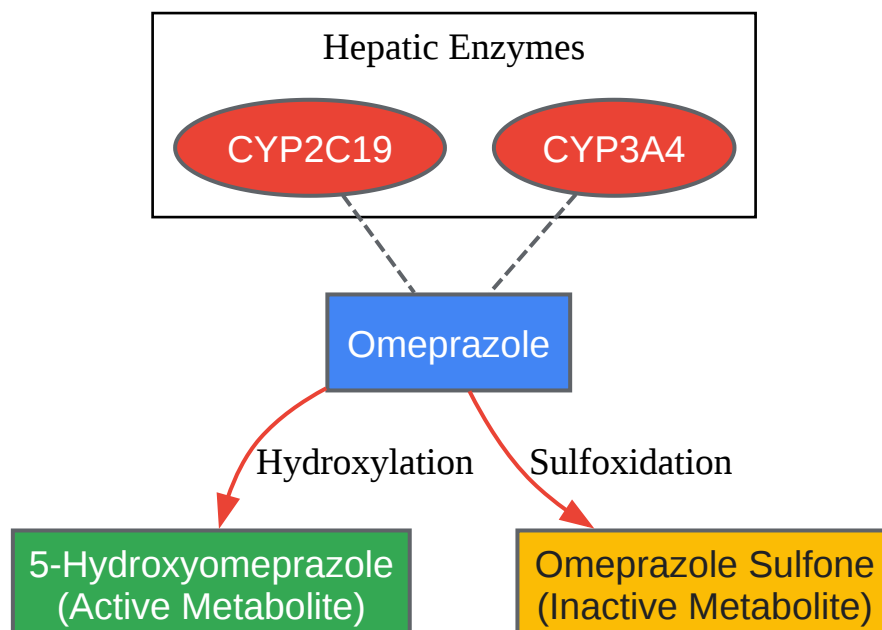 Hepatic Enzymes
CYP2C19
CYP3A4
Omeprazole
Hydroxylation
Sulfoxidation
5-Hydroxyomeprazole
(Active Metabolite)
Omeprazole Sulfone
(Inactive Metabolite)